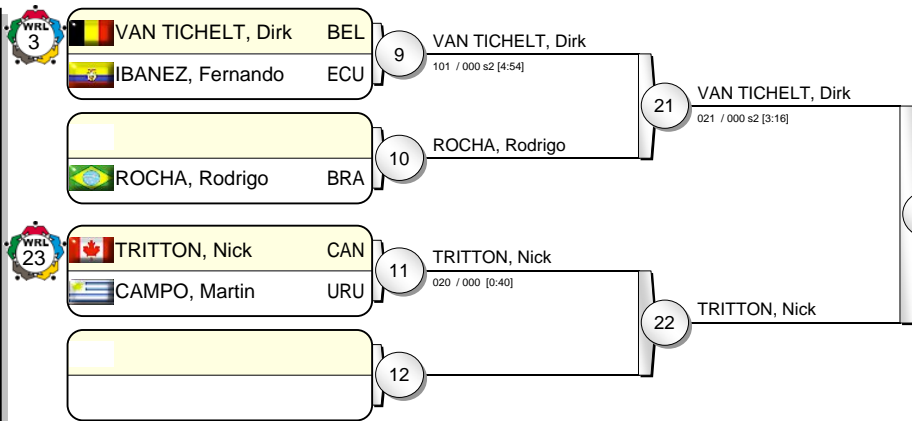 WRL
3
VAN TICHELT, Dirk BEL
IBANEZ, Fernando ECU
9
VAN TICHELT, Dirk
101 / 000 s2 [4:54]
21
VAN TICHELT, Dirk
021 / 000 s2 [3:16]
ROCHA, Rodrigo BRA
10
ROCHA, Rodrigo
WRL
23
TRITTON, Nick CAN
CAMPO, Martin URU
11
TRITTON, Nick
020 / 000 [0:40]
22
TRITTON, Nick
12